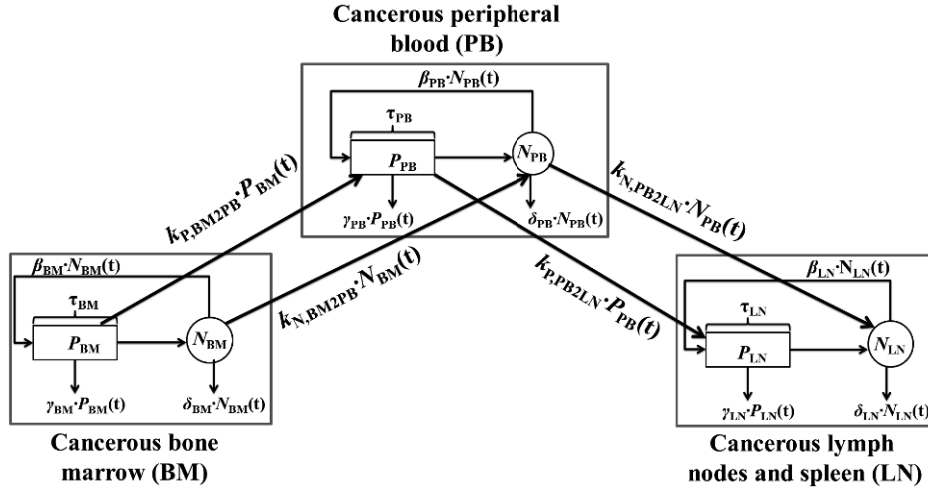 Cancerous peripheral
blood (PB)
β_PB·N_PB(t)
τ_PB
P_PB
N_PB
γ_PB·P_PB(t)
δ_PB·N_PB(t)
k_P,BM2PB·P_BM(t)
k_N,BM2PB·N_BM(t)
k_P,PB2LN·P_PB(t)
k_N,PB2LN·N_PB(t)
β_BM·N_BM(t)
τ_BM
P_BM
N_BM
γ_BM·P_BM(t)
δ_BM·N_BM(t)
Cancerous bone
marrow (BM)
β_LN·N_LN(t)
τ_LN
P_LN
N_LN
γ_LN·P_LN(t)
δ_LN·N_LN(t)
Cancerous lymph
nodes and spleen (LN)